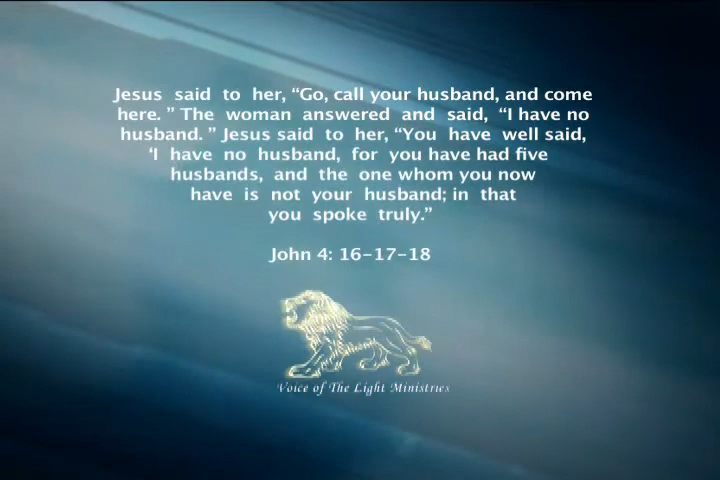 Jesus said to her, “Go, call your husband, and come
here. ” The woman answered and said, “I have no
husband. ” Jesus said to her, “You have well said,
‘I have no husband, for you have had five
husbands, and the one whom you now
have is not your husband; in that
you spoke truly.”
John 4: 16-17-18
Voice of The Light Ministries